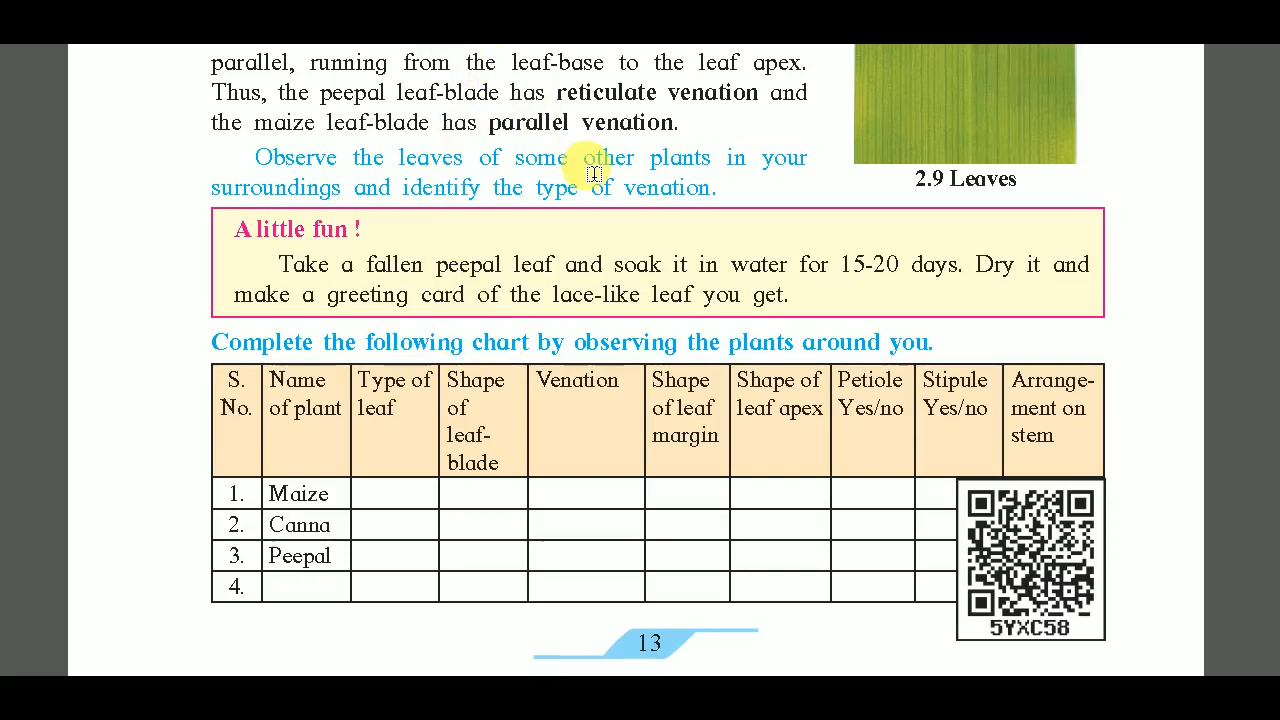 parallel, running from the leaf-base to the leaf apex.
Thus, the peepal leaf-blade has reticulate venation and
the maize leaf-blade has parallel venation.
Observe the leaves of some other plants in your
surroundings and identify the type of venation.
2.9 Leaves
A little fun !
Take a fallen peepal leaf and soak it in water for 15-20 days. Dry it and
make a greeting card of the lace-like leaf you get.
Complete the following chart by observing the plants around you.
S. No. Name of plant Type of leaf Shape of leaf-blade Venation Shape of leaf margin Shape of leaf apex Petiole Yes/no Stipule Yes/no Arrange-ment on stem
1. Maize
2. Canna
3. Peepal
4.
5YXC58
13